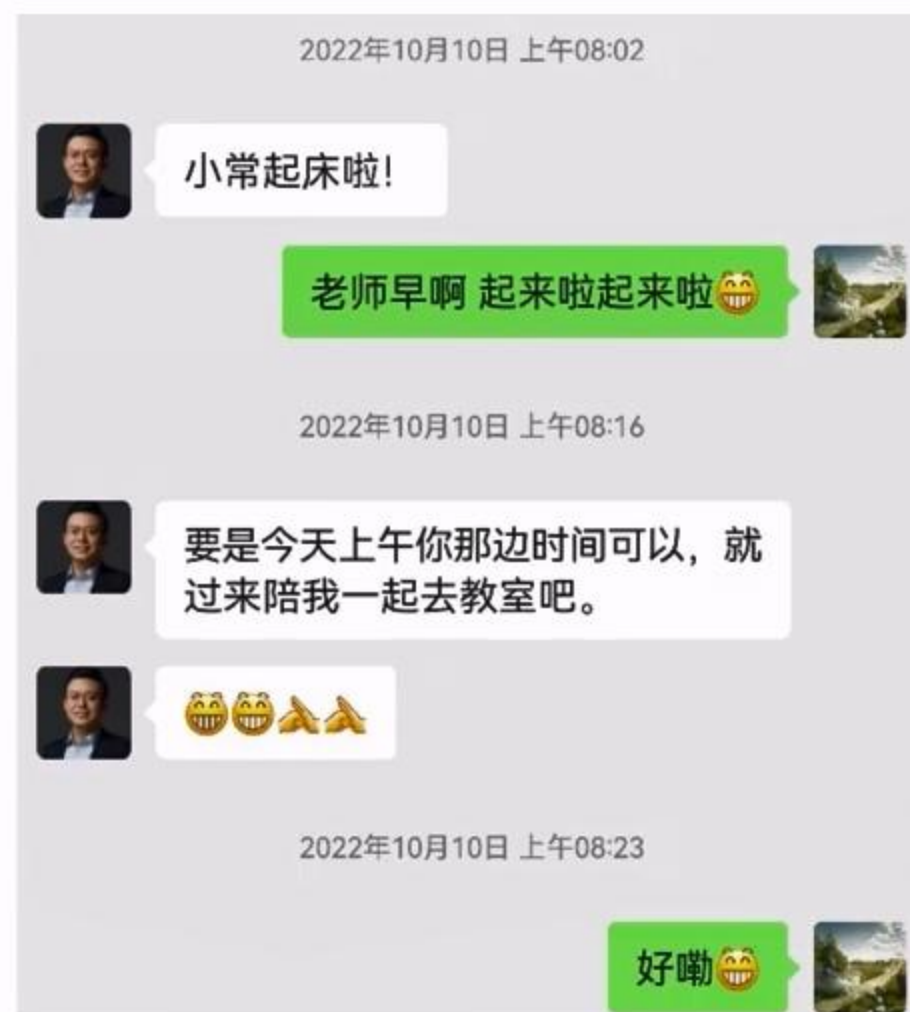 2022年10月10日 上午08:02
小常起床啦!
老师早啊 起来啦起来啦😁
2022年10月10日 上午08:16
要是今天上午你那边时间可以，就
过来陪我一起去教室吧。
😁😁🙏🙏
2022年10月10日 上午08:23
好嘞😁